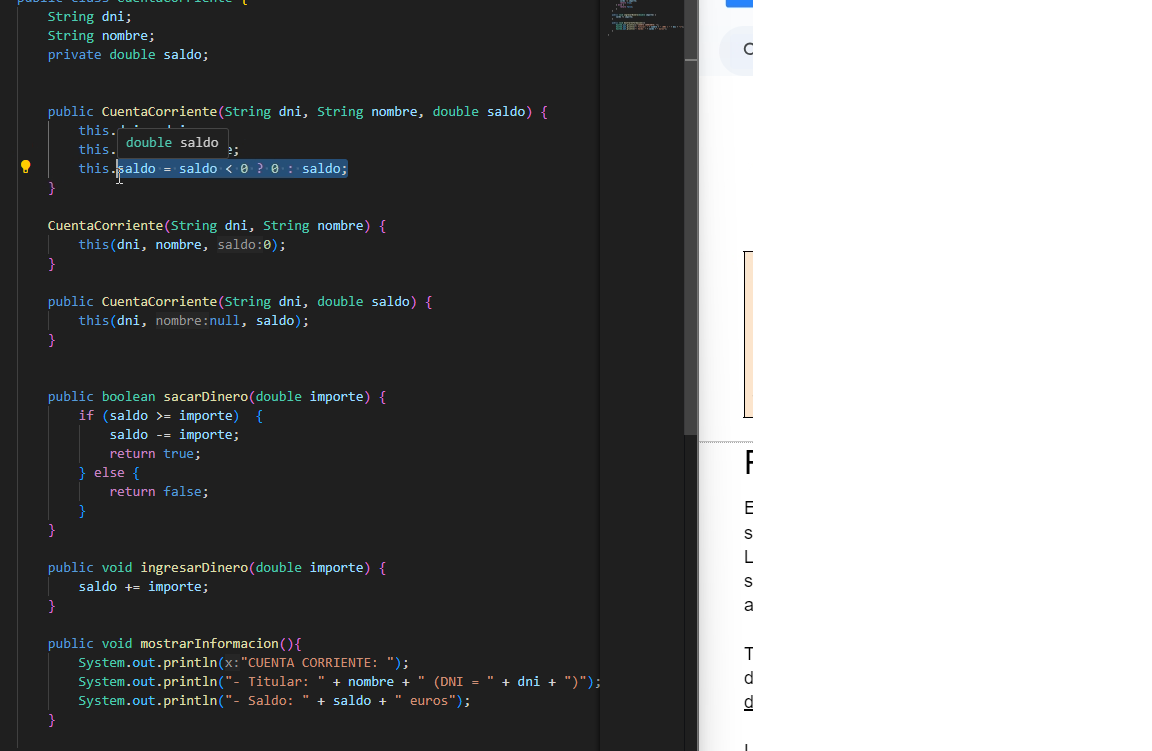 public class CuentaCorriente {
String dni;
String nombre;
private double saldo;
public CuentaCorriente(String dni, String nombre, double saldo) {
this.
double saldo
this. e;
this.saldo = saldo < 0 ? 0 : saldo;
}
CuentaCorriente(String dni, String nombre) {
this(dni, nombre, saldo:0);
}
public CuentaCorriente(String dni, double saldo) {
this(dni, nombre:null, saldo);
}
public boolean sacarDinero(double importe) {
if (saldo >= importe)  {
saldo -= importe;
return true;
} else {
return false;
}
}
public void ingresarDinero(double importe) {
saldo += importe;
}
public void mostrarInformacion(){
System.out.println(x:"CUENTA CORRIENTE: ");
System.out.println("- Titular: " + nombre + " (DNI = " + dni + ")");
System.out.println("- Saldo: " + saldo + " euros");
}
E
s
L
s
a
T
d
d